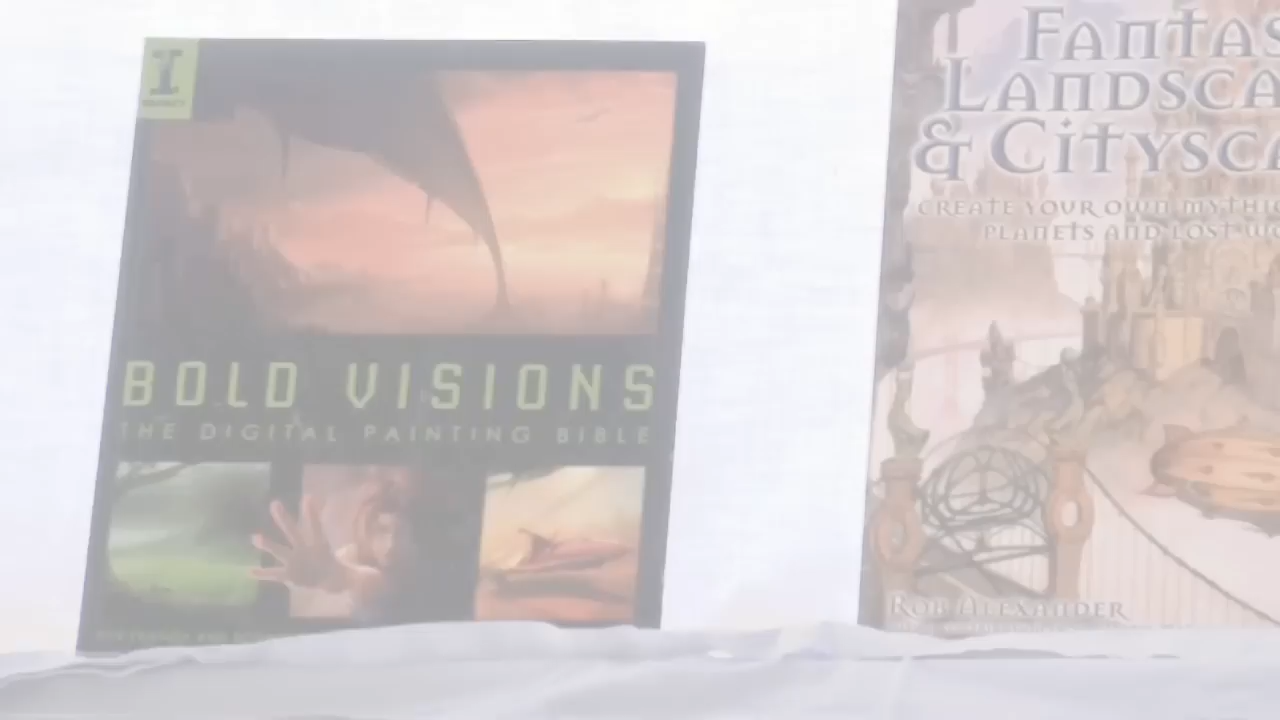 I
BOLD VISIONS
THE DIGITAL PAINTING BIBLE
FANTAS
LANDSCA
& CITYSCA
CREATE YOUR OWN MYTHIC
PLANETS AND LOST WO
ROB ALEXANDER